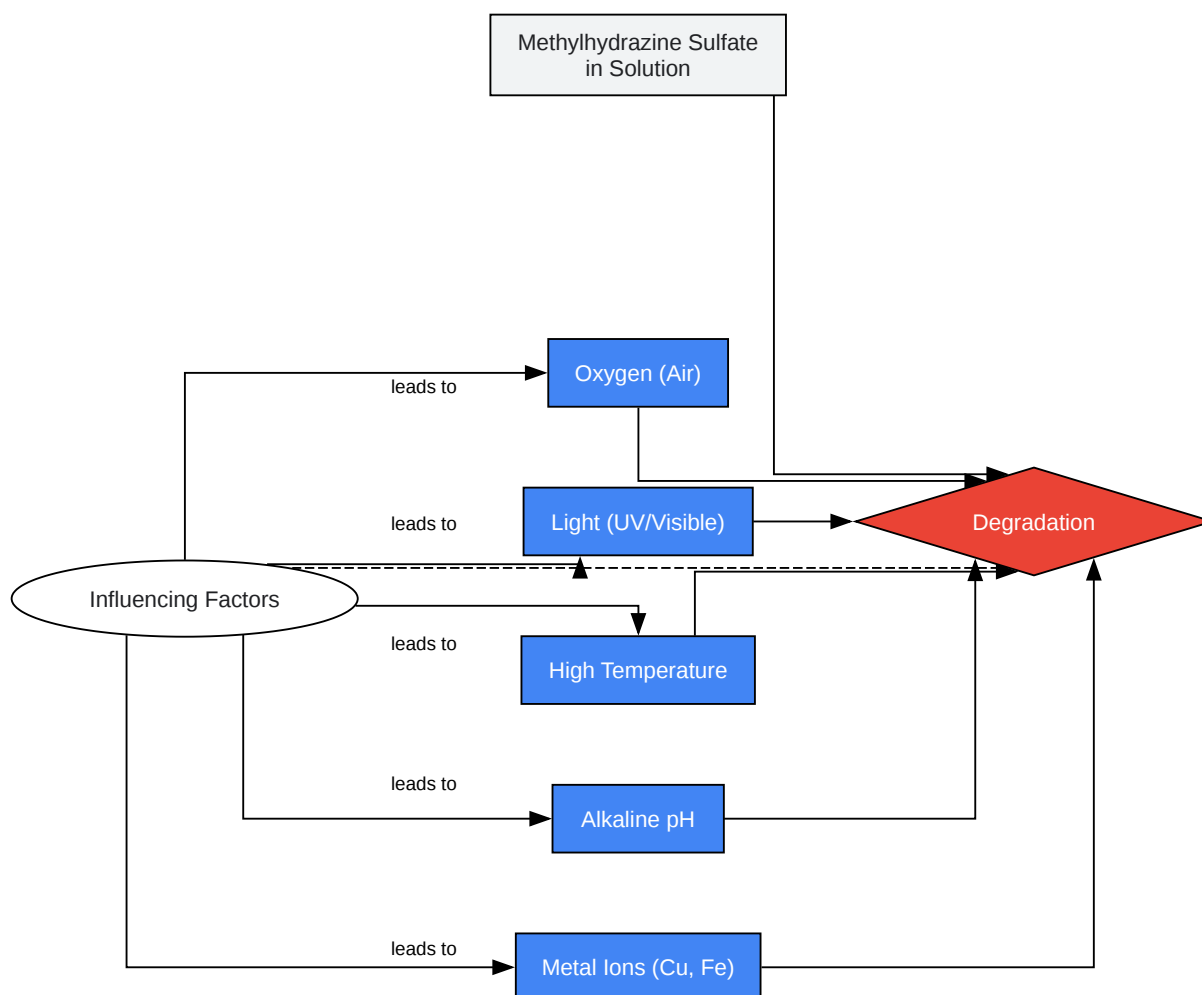 Methylhydrazine Sulfate
in Solution
Oxygen (Air)
leads to
Light (UV/Visible)
leads to
Degradation
Influencing Factors
leads to
High Temperature
leads to
Alkaline pH
leads to
Metal Ions (Cu, Fe)